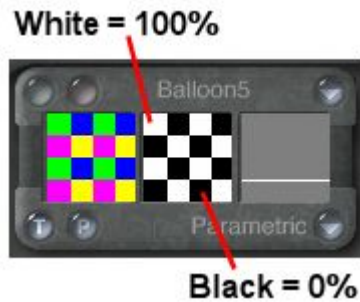 White = 100%
Balloon5
T P
Parametric
Black = 0%